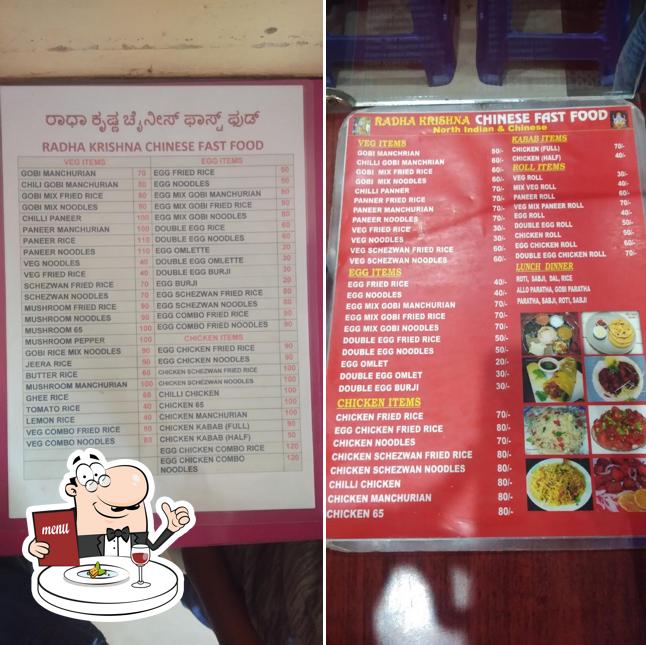 ರಾಧಾ ಕೃಷ್ಣ ಚೈನೀಸ್ ಫಾಸ್ಟ್ ಫುಡ್
RADHA KRISHNA CHINESE FAST FOOD
VEG ITEMS
GOBI MANCHURIAN 70
CHILI GOBI MANCHURIAN 80
GOBI MIX FRIED RICE 80
GOBI MIX NOODLES 90
CHILLI PANEER 100
PANEER MANCHURIAN 100
PANEER RICE 110
PANEER NOODLES 110
VEG NOODLES 40
VEG FRIED RICE 40
SCHEZWAN FRIED RICE 70
SCHEZWAN NOODLES 70
MUSHROOM FRIED RICE 90
MUSHROOM NOODLES 90
MUSHROOM 65 100
MUSHROOM PEPPER 100
GOBI RICE MIX NOODLES 90
JEERA RICE 50
BUTTER RICE 60
MUSHROOM MANCHURIAN 100
GHEE RICE 60
TOMATO RICE 40
LEMON RICE 40
VEG COMBO FRIED RICE 80
VEG COMBO NOODLES 80
EGG ITEMS
EGG FRIED RICE 50
EGG NOODLES 50
EGG MIX GOBI MANCHURIAN 80
EGG MIX GOBI FRIED RICE 80
EGG MIX GOBI NOODLES 80
DOUBLE EGG RICE 60
DOUBLE EGG NOODLES 60
EGG OMLETTE 20
DOUBLE EGG OMLETTE 30
DOUBLE EGG BURJI 30
EGG BURJI 20
EGG SCHEZWAN FRIED RICE 80
EGG SCHEZWAN NOODLES 80
EGG COMBO FRIED RICE 90
EGG COMBO FRIED NOODLES 90
CHICKEN ITEMS
EGG CHICKEN FRIED RICE 90
EGG CHICKEN NOODLES 90
CHICKEN SCHEZWAN FRIED RICE 100
CHICKEN SCHEZWAN NOODLES 100
CHILLI CHICKEN 100
CHICKEN 65 100
CHICKEN MANCHURIAN 100
CHICKEN KABAB (FULL) 90
CHICKEN KABAB (HALF) 50
EGG CHICKEN COMBO RICE 120
EGG CHICKEN COMBO 120
NOODLES
menu
RADHA KRISHNA CHINESE FAST FOOD
North Indian & Chinese
VEG ITEMS
GOBI MANCHRIAN 50/-
CHILLI GOBI MANCHRIAN 60/-
GOBI MIX FRIED RICE 60/-
GOBI MIX NOODLES 60/-
CHILLI PANNER 70/-
PANNER FRIED RICE 70/-
PANEER MANCHURIAN 70/-
PANEER NOODLES 70/-
VEG FRIED RICE 30/-
VEG NOODLES 30/-
VEG SCHEZWAN FRIED RICE 60/-
VEG SCHEZWAN NOODLES 60/-
EGG ITEMS
EGG FRIED RICE 40/-
EGG NOODLES 40/-
EGG MIX GOBI MANCHURIAN 70/-
EGG MIX GOBI FRIED RICE 70/-
EGG MIX GOBI NOODLES 70/-
DOUBLE EGG FRIED RICE 50/-
DOUBLE EGG NOODLES 50/-
EGG OMLET 20/-
DOUBLE EGG OMLET 30/-
DOUBLE EGG BURJI 30/-
CHICKEN ITEMS
CHICKEN FRIED RICE 70/-
EGG CHICKEN FRIED RICE 80/-
CHICKEN NOODLES 70/-
CHICKEN SCHEZWAN FRIED RICE 80/-
CHICKEN SCHEZWAN NOODLES 80/-
CHILLI CHICKEN 80/-
CHICKEN MANCHURIAN 80/-
CHICKEN 65 80/-
KABAB ITEMS
CHICKEN (FULL) 70/-
CHICKEN (HALF) 40/-
ROLL ITEMS
VEG ROLL 30/-
MIX VEG ROLL 40/-
PANEER ROLL 60/-
VEG MIX PANEER ROLL 70/-
EGG ROLL 40/-
DOUBLE EGG ROLL 50/-
CHICKEN ROLL 50/-
EGG CHICKEN ROLL 60/-
DOUBLE EGG CHICKEN ROLL 70/-
LUNCH DINNER
ROTI, SABJI, DAL, RICE
ALLO PARATHA, GOBI PARATHA
PARATHA, SABJI, ROTI, SABJI